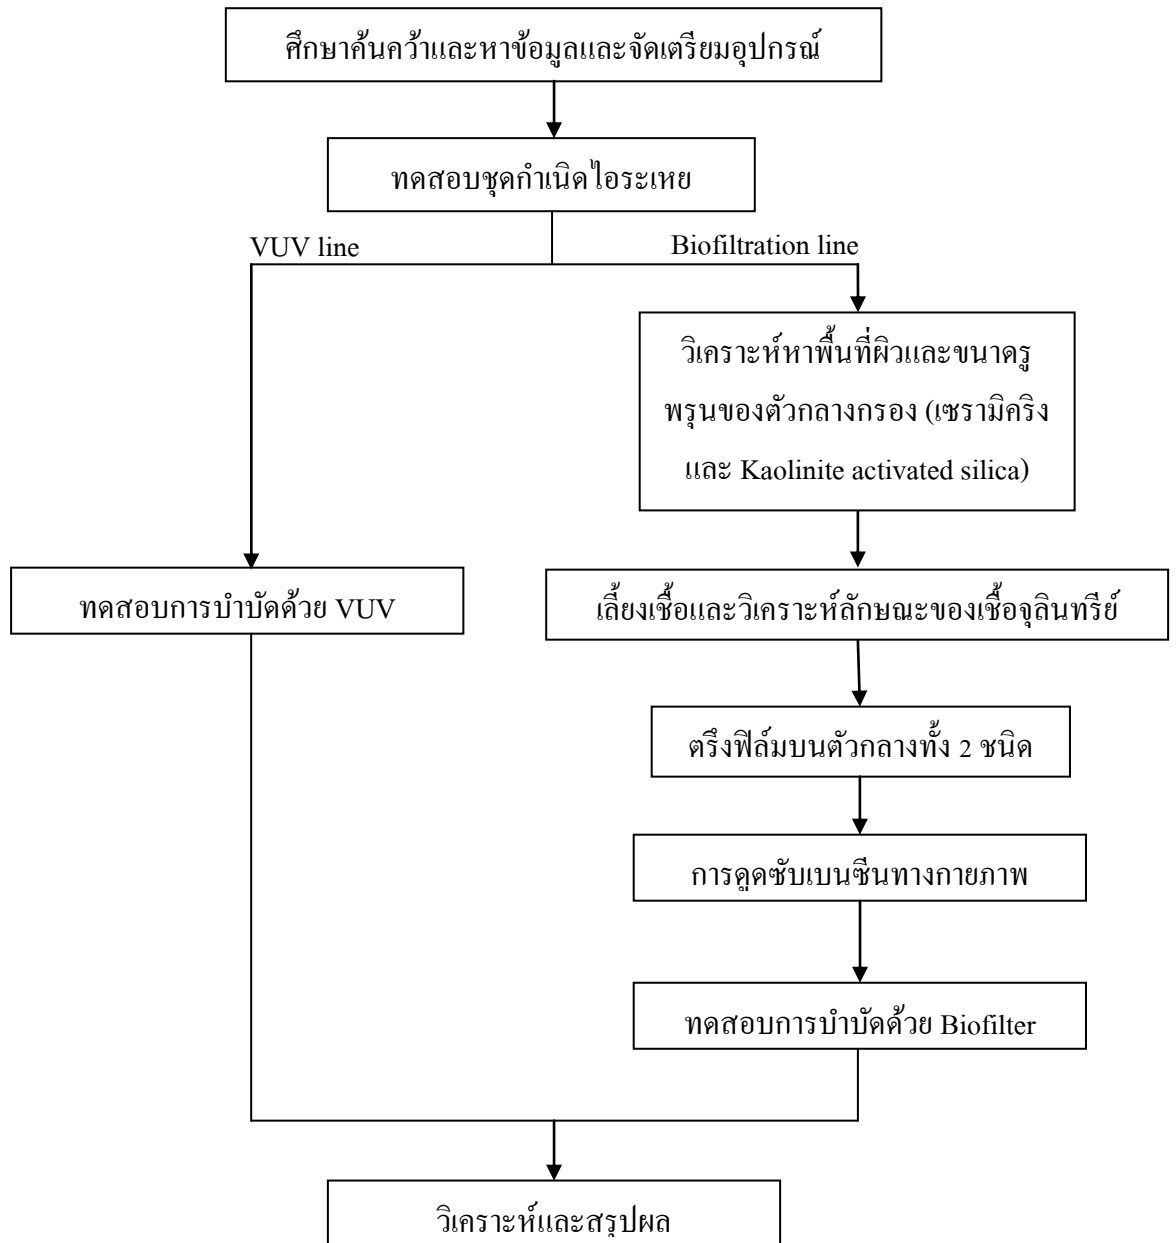 ศึกษาค้นคว้าและหาข้อมูลและจัดเตรียมอุปกรณ์
ทดสอบชุดกำเนิดไอระเหย
VUV line
Biofiltration line
วิเคราะห์หาพื้นที่ผิวและขนาดรู
พรุนของตัวกลางกรอง (เซรามิคริง
และ Kaolinite activated silica)
ทดสอบการบำบัดด้วย VUV
เลี้ยงเชื้อและวิเคราะห์ลักษณะของเชื้อจุลินทรีย์
ตรึงฟิล์มบนตัวกลางทั้ง 2 ชนิด
การดูดซับเบนซีนทางกายภาพ
ทดสอบการบำบัดด้วย Biofilter
วิเคราะห์และสรุปผล